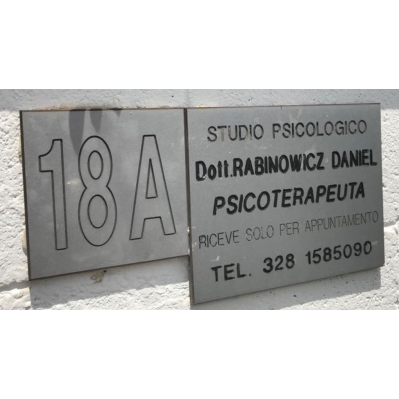 18A
STUDIO PSICOLOGICO
Dott.RABINOWICZ DANIEL
PSICOTERAPEUTA
RICEVE SOLO PER APPUNTAMENTO
TEL. 328 1585090